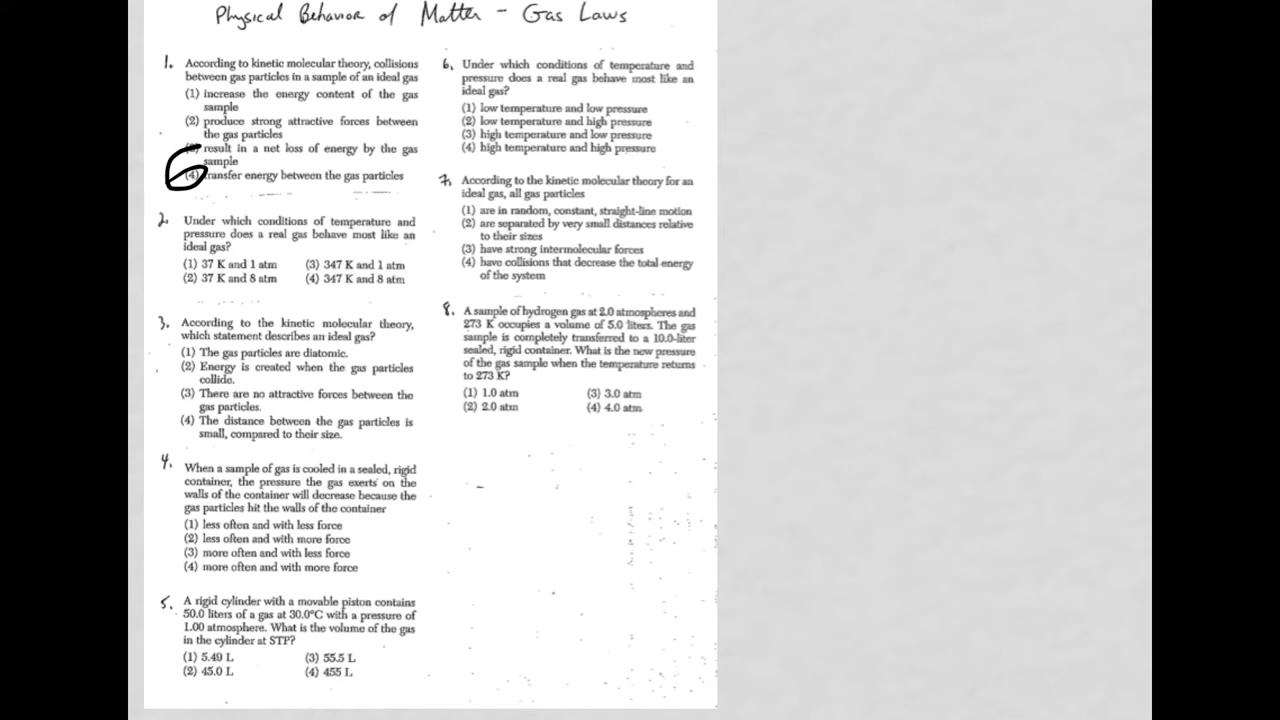 Physical Behavior of Matter - Gas Laws
1. According to kinetic molecular theory, collisions
between gas particles in a sample of an ideal gas
(1) increase the energy content of the gas
sample
(2) produce strong attractive forces between
the gas particles
(3) result in a net loss of energy by the gas
sample
(4) transfer energy between the gas particles
2. Under which conditions of temperature and
pressure does a real gas behave most like an
ideal gas?
(1) 37 K and 1 atm (3) 347 K and 1 atm
(2) 37 K and 8 atm (4) 347 K and 8 atm
3. According to the kinetic molecular theory,
which statement describes an ideal gas?
(1) The gas particles are diatomic.
(2) Energy is created when the gas particles
collide.
(3) There are no attractive forces between the
gas particles.
(4) The distance between the gas particles is
small, compared to their size.
4. When a sample of gas is cooled in a sealed, rigid
container, the pressure the gas exerts on the
walls of the container will decrease because the
gas particles hit the walls of the container
(1) less often and with less force
(2) less often and with more force
(3) more often and with less force
(4) more often and with more force
5. A rigid cylinder with a movable piston contains
50.0 liters of a gas at 30.0°C with a pressure of
1.00 atmosphere. What is the volume of the gas
in the cylinder at STP?
(1) 5.49 L (3) 55.5 L
(2) 45.0 L (4) 455 L
6. Under which conditions of temperature and
pressure does a real gas behave most like an
ideal gas?
(1) low temperature and low pressure
(2) low temperature and high pressure
(3) high temperature and low pressure
(4) high temperature and high pressure
7. According to the kinetic molecular theory for an
ideal gas, all gas particles
(1) are in random, constant, straight-line motion
(2) are separated by very small distances relative
to their sizes
(3) have strong intermolecular forces
(4) have collisions that decrease the total energy
of the system
8. A sample of hydrogen gas at 2.0 atmospheres and
273 K occupies a volume of 5.0 liters. The gas
sample is completely transferred to a 10.0-liter
sealed, rigid container. What is the new pressure
of the gas sample when the temperature returns
to 273 K?
(1) 1.0 atm (3) 3.0 atm
(2) 2.0 atm (4) 4.0 atm